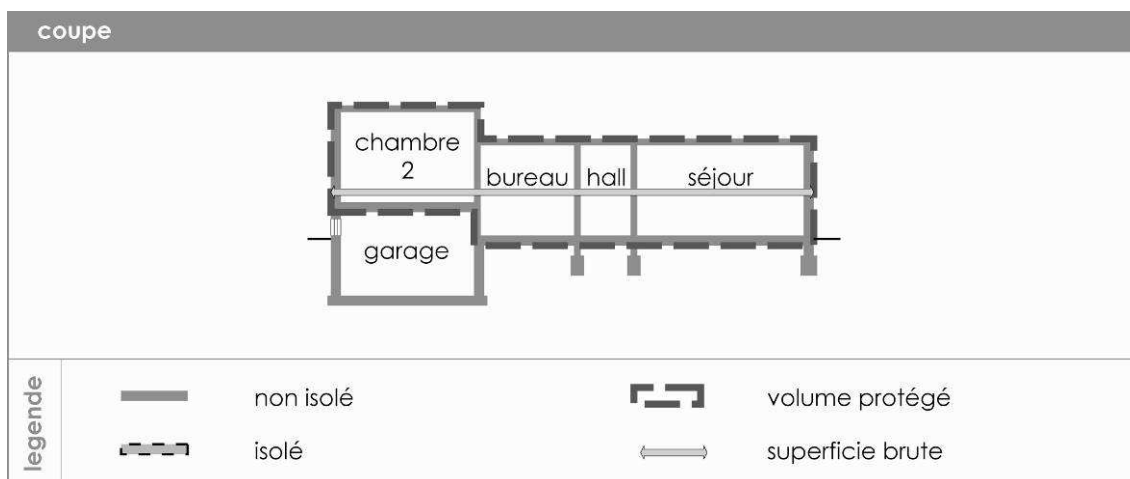 coupe
chambre
2
bureau
hall
séjour
garage
legende
non isolé
volume protégé
isolé
superficie brute